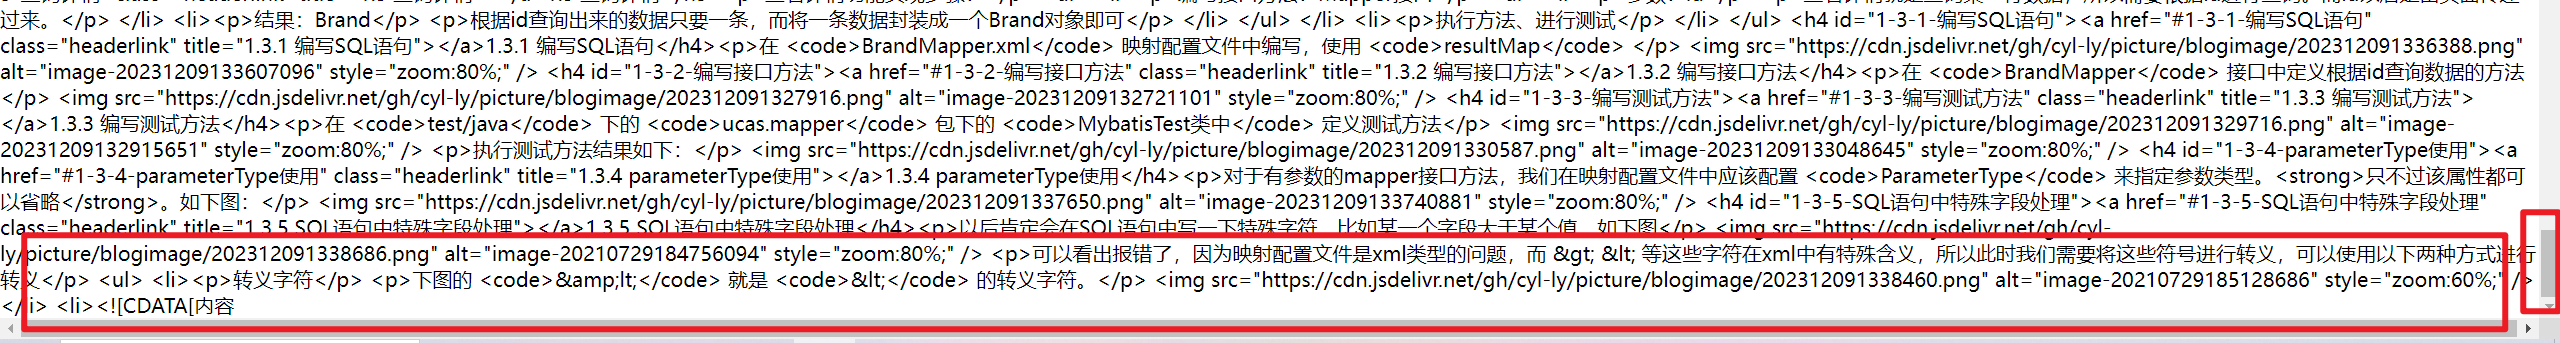 过来。</p> </li> <li><p>结果：Brand</p> <p>根据id查询出来的数据只要一条，而将一条数据封装成一个Brand对象即可</p> </li> </ul> </li> <li><p>执行方法、进行测试</p> </li> </ul> <h4 id="1-3-1-编写SQL语句"><a href="#1-3-1-编写SQL语句"
class="headerlink" title="1.3.1 编写SQL语句"></a>1.3.1 编写SQL语句</h4><p>在 <code>BrandMapper.xml</code> 映射配置文件中编写，使用 <code>resultMap</code> </p> <img src="https://cdn.jsdelivr.net/gh/cyl-ly/picture/blogimage/202312091336388.png"
alt="image-20231209133607096" style="zoom:80%;" /> <h4 id="1-3-2-编写接口方法"><a href="#1-3-2-编写接口方法" class="headerlink" title="1.3.2 编写接口方法"></a>1.3.2 编写接口方法</h4><p>在 <code>BrandMapper</code> 接口中定义根据id查询数据的方法
</p> <img src="https://cdn.jsdelivr.net/gh/cyl-ly/picture/blogimage/202312091327916.png" alt="image-20231209132721101" style="zoom:80%;" /> <h4 id="1-3-3-编写测试方法"><a href="#1-3-3-编写测试方法" class="headerlink" title="1.3.3 编写测试方法">
</a>1.3.3 编写测试方法</h4><p>在 <code>test/java</code> 下的 <code>ucas.mapper</code> 包下的 <code>MybatisTest类中</code> 定义测试方法</p> <img src="https://cdn.jsdelivr.net/gh/cyl-ly/picture/blogimage/202312091329716.png" alt="image-
20231209132915651" style="zoom:80%;" /> <p>执行测试方法结果如下：</p> <img src="https://cdn.jsdelivr.net/gh/cyl-ly/picture/blogimage/202312091330587.png" alt="image-20231209133048645" style="zoom:80%;" /> <h4 id="1-3-4-parameterType使用"><a
href="#1-3-4-parameterType使用" class="headerlink" title="1.3.4 parameterType使用"></a>1.3.4 parameterType使用</h4><p>对于有参数的mapper接口方法，我们在映射配置文件中应该配置 <code>ParameterType</code> 来指定参数类型。<strong>只不过该属性都可
以省略</strong>。如下图：</p> <img src="https://cdn.jsdelivr.net/gh/cyl-ly/picture/blogimage/202312091337650.png" alt="image-20231209133740881" style="zoom:80%;" /> <h4 id="1-3-5-SQL语句中特殊字段处理"><a href="#1-3-5-SQL语句中特殊字段处理"
class="headerlink" title="1.3.5 SQL语句中特殊字段处理"></a>1.3.5 SQL语句中特殊字段处理</h4><p>以后肯定会在SQL语句中写一下特殊字符，比如某一个字段大于某个值，如下图</p> <img src="https://cdn.jsdelivr.net/gh/cyl-
ly/picture/blogimage/202312091338686.png" alt="image-20210729184756094" style="zoom:80%;" /> <p>可以看出报错了，因为映射配置文件是xml类型的问题，而 &gt; &lt; 等这些字符在xml中有特殊含义，所以此时我们需要将这些符号进行转义，可以使用以下两种方式进行
转义</p> <ul> <li><p>转义字符</p> <p>下图的 <code>&amp;lt;</code> 就是 <code>&lt;</code> 的转义字符。</p> <img src="https://cdn.jsdelivr.net/gh/cyl-ly/picture/blogimage/202312091338460.png" alt="image-20210729185128686" style="zoom:60%;" />
</li> <li><![CDATA[内容